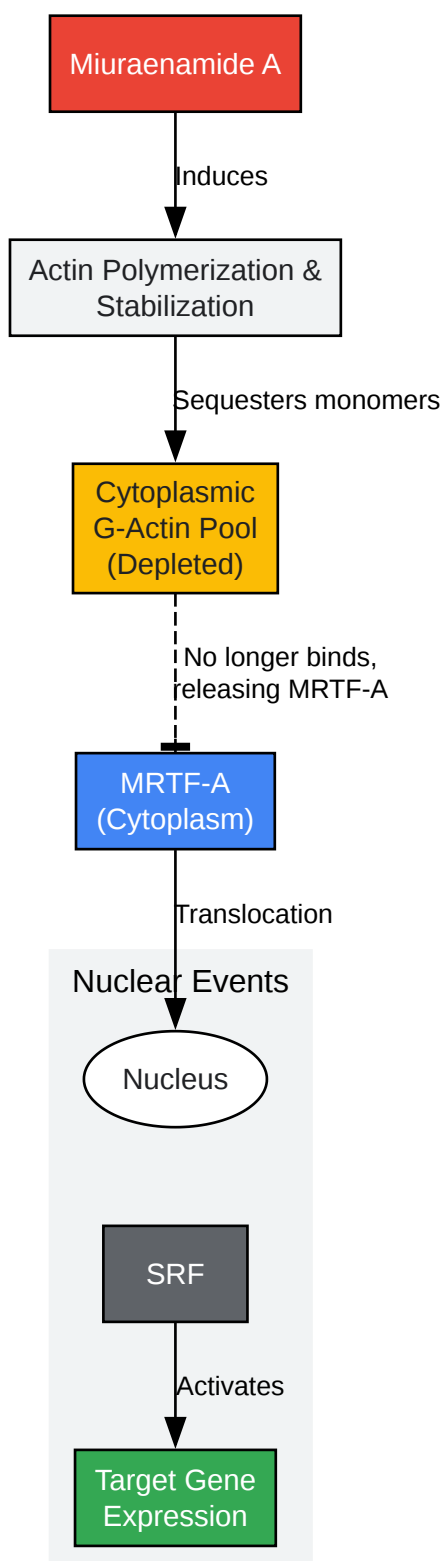 Miuraenamide A
Induces
Actin Polymerization &
Stabilization
Sequesters monomers
Cytoplasmic
G-Actin Pool
(Depleted)
No longer binds,
releasing MRTF-A
MRTF-A
(Cytoplasm)
Translocation
Nuclear Events
Nucleus
SRF
Activates
Target Gene
Expression